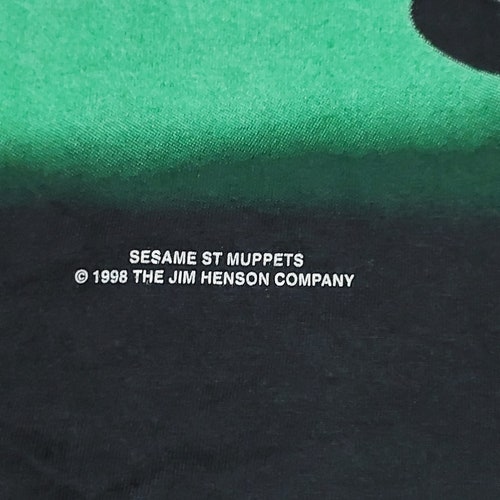 SESAME ST MUPPETS
© 1998 THE JIM HENSON COMPANY